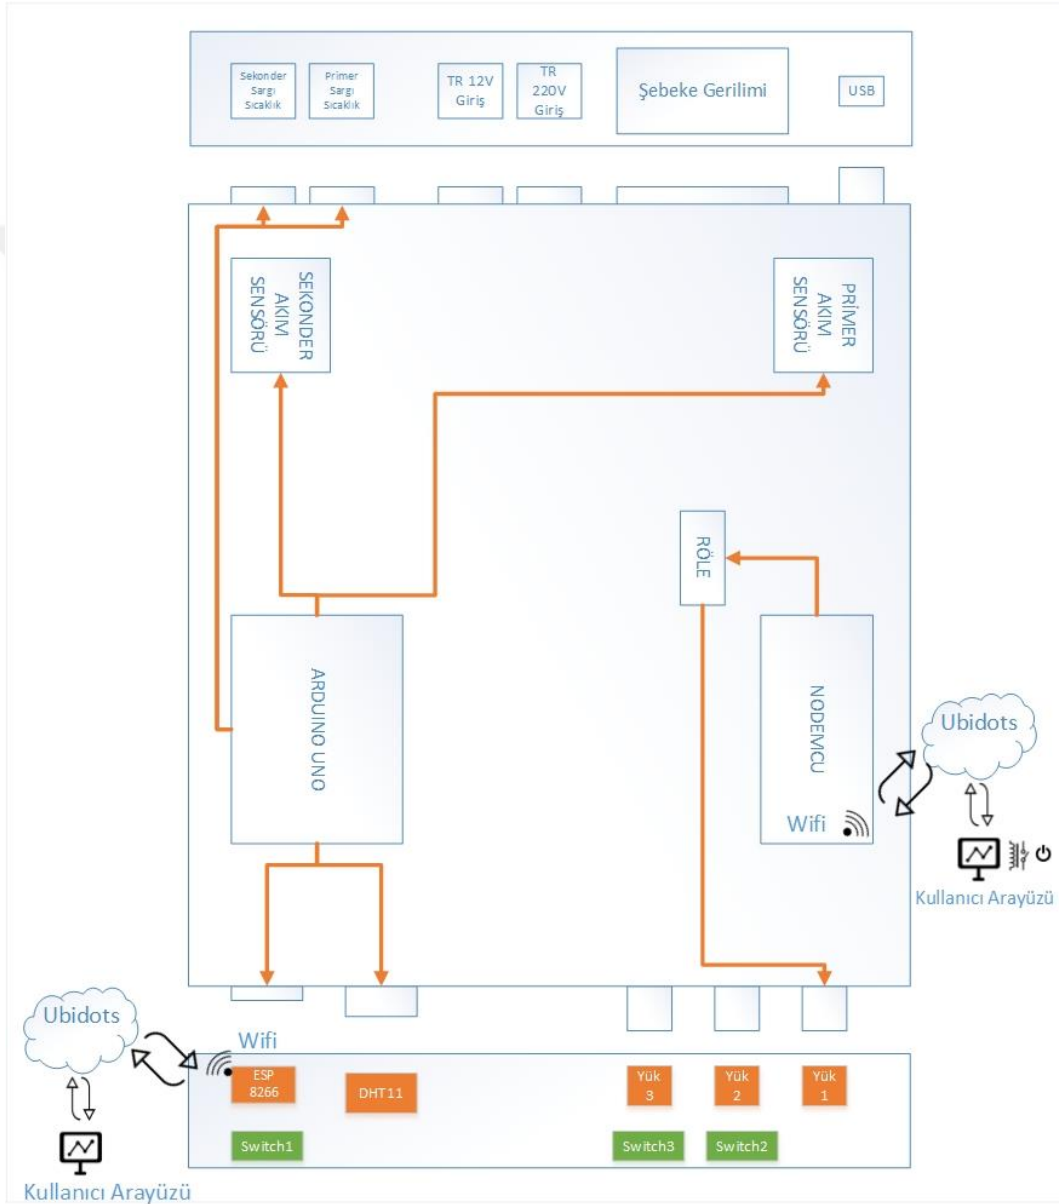 Sekonder
Sargı
Sıcaklık
Primer
Sargı
Sıcaklık
TR 12V
Giriş
TR
220V
Giriş
Şebeke Gerilimi
USB
SEKONDER
AKIM
SENSÖRÜ
PRİMER
AKIM
SENSÖRÜ
RÖLE
ARDUINO UNO
NODEMCU
Wifi
Ubidots
Kullanıcı Arayüzü
Ubidots
Wifi
ESP
8266
DHT11
Yük
3
Yük
2
Yük
1
Switch1
Switch3
Switch2
Kullanıcı Arayüzü